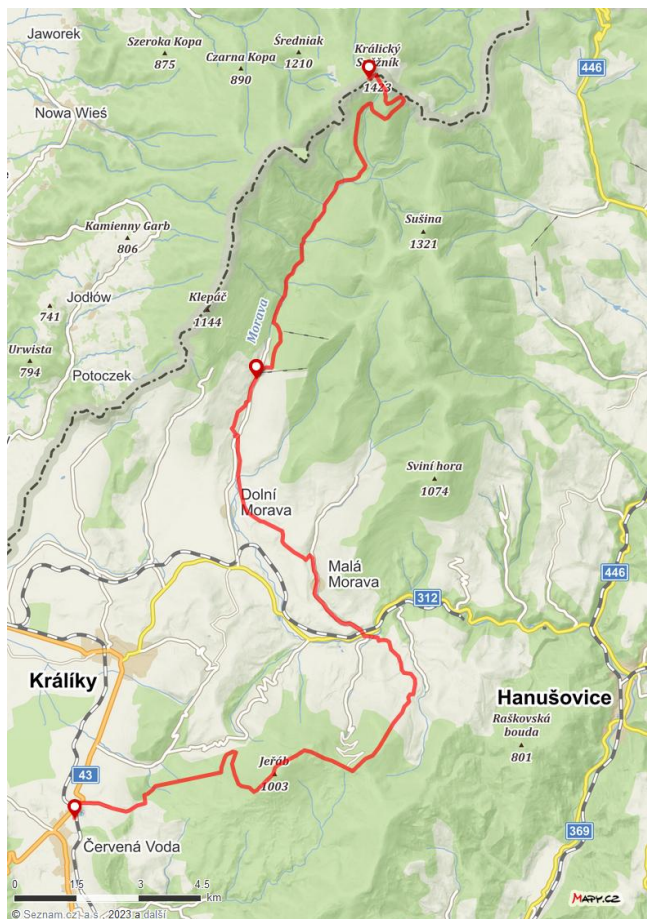 Jaworek
Szeroka Kopa
875
Średniak
1210
Czarna Kopa
890
Králický
1423
446
Nowa Wieś
Kamienny Garb
806
Sušina
1321
Jodłów
741
Klepáč
1144
Morava
Urwista
794
Potoczek
Sviní hora
1074
Dolní
Morava
Malá
Morava
446
312
Králíky
Hanušovice
Raškovská
bouda
801
Jeřáb
1003
43
369
Červená Voda
0 1.5 3 4.5
km
© Seznam.cz, a.s., 2023 a další
MAPY.CZ